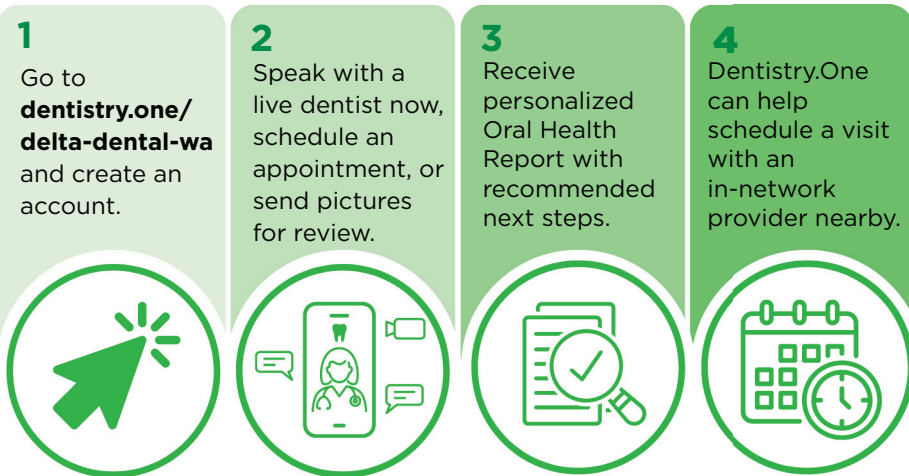 1
Go to
dentistry.one/
delta-dental-wa
and create an
account.
2
Speak with a
live dentist now,
schedule an
appointment, or
send pictures
for review.
3
Receive
personalized
Oral Health
Report with
recommended
next steps.
4
Dentistry.One
can help
schedule a visit
with an
in-network
provider nearby.